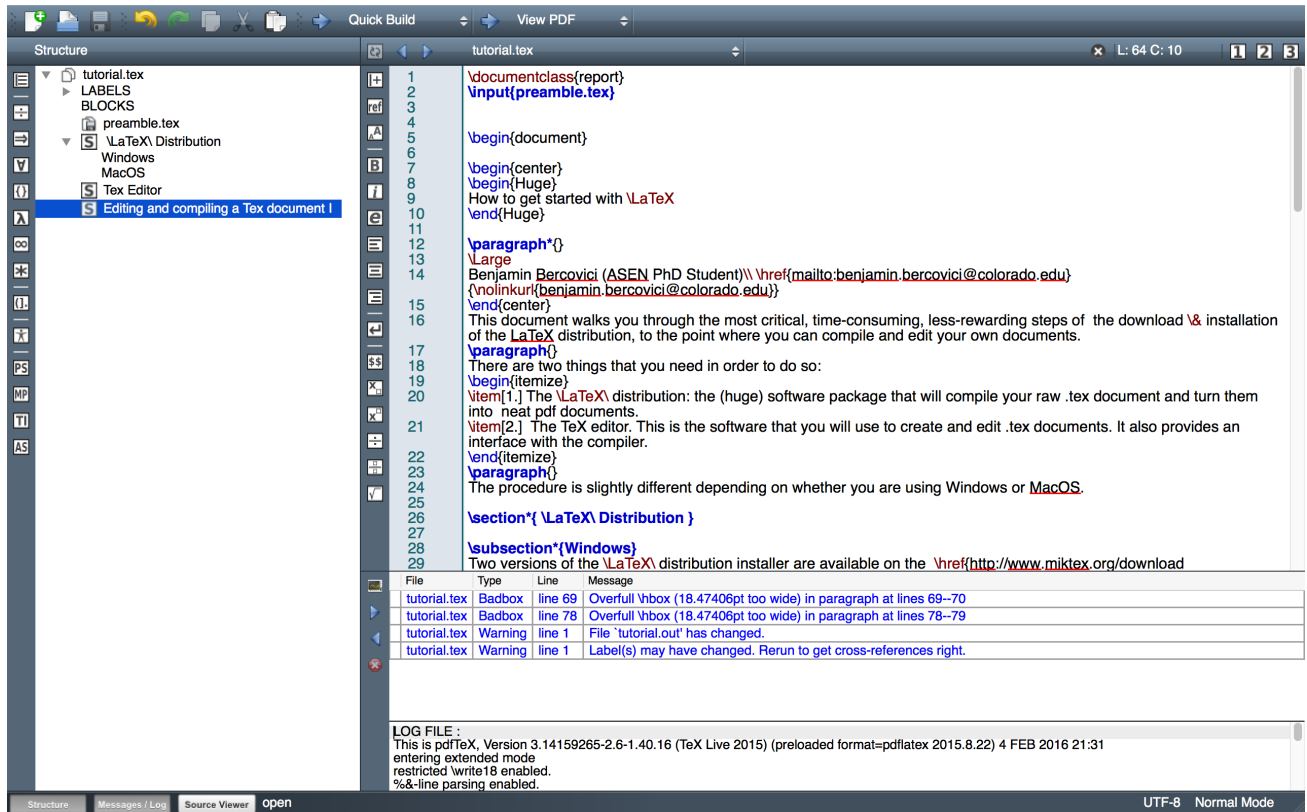 Quick Build
View PDF
Structure
tutorial.tex
L: 64 C: 10
1 2 3
tutorial.tex
LABELS
BLOCKS
preamble.tex
S \LaTeX\ Distribution
Windows
MacOS
S Tex Editor
S Editing and compiling a Tex document I
PS
MP
TI
AS
ref
B
i
e
$$
1 \documentclass{report}
2 \input{preamble.tex}
3
4
5 \begin{document}
6
7 \begin{center}
8 \begin{Huge}
9 How to get started with \LaTeX
10 \end{Huge}
11
12 \paragraph*{}
13 \Large
14 Benjamin Bercovici (ASEN PhD Student)\\ \href{mailto:benjamin.bercovici@colorado.edu}
{\nolinkurl{benjamin.bercovici@colorado.edu}}
15 \end{center}
16 This document walks you through the most critical, time-consuming, less-rewarding steps of  the download \& installation
of the LaTeX distribution, to the point where you can compile and edit your own documents.
17 \paragraph{}
18 There are two things that you need in order to do so:
19 \begin{itemize}
20 \item[1.] The \LaTeX\ distribution: the (huge) software package that will compile your raw .tex document and turn them
into  neat pdf documents.
21 \item[2.]  The TeX editor. This is the software that you will use to create and edit .tex documents. It also provides an
interface with the compiler.
22 \end{itemize}
23 \paragraph{}
24 The procedure is slightly different depending on whether you are using Windows or MacOS.
25
26 \section*{ \LaTeX\ Distribution }
27
28 \subsection*{Windows}
29 Two versions of the \LaTeX\ distribution installer are available on the  \href{http://www.miktex.org/download
File Type Line Message
tutorial.tex Badbox line 69 Overfull \hbox (18.47406pt too wide) in paragraph at lines 69--70
tutorial.tex Badbox line 78 Overfull \hbox (18.47406pt too wide) in paragraph at lines 78--79
tutorial.tex Warning line 1 File `tutorial.out' has changed.
tutorial.tex Warning line 1 Label(s) may have changed. Rerun to get cross-references right.
LOG FILE :
This is pdfTeX, Version 3.14159265-2.6-1.40.16 (TeX Live 2015) (preloaded format=pdflatex 2015.8.22) 4 FEB 2016 21:31
entering extended mode
restricted \write18 enabled.
%&-line parsing enabled.
Structure Messages / Log Source Viewer open
UTF-8 Normal Mode